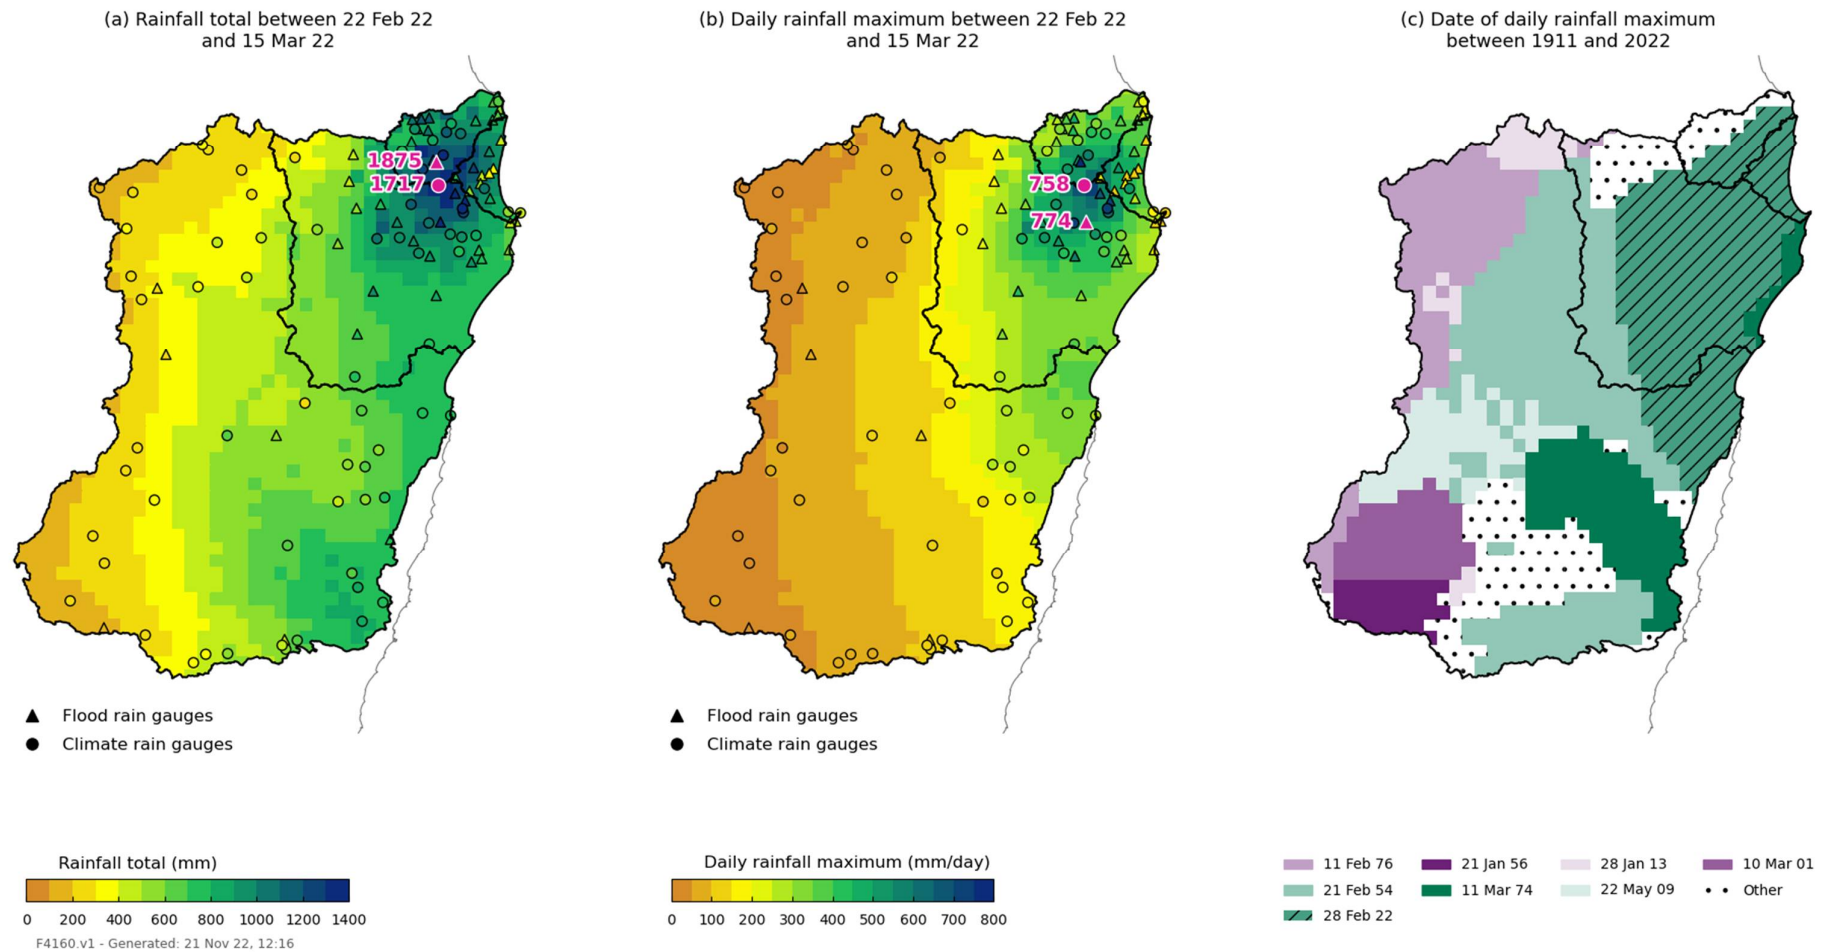 (a) Rainfall total between 22 Feb 22
and 15 Mar 22
(b) Daily rainfall maximum between 22 Feb 22
and 15 Mar 22
(c) Date of daily rainfall maximum
between 1911 and 2022
1875
1717
758
774
Flood rain gauges
Climate rain gauges
Flood rain gauges
Climate rain gauges
Rainfall total (mm)
0 200 400 600 800 1000 1200 1400
F4160.v1 - Generated: 21 Nov 22, 12:16
Daily rainfall maximum (mm/day)
0 100 200 300 400 500 600 700 800
11 Feb 76 21 Jan 56 28 Jan 13 10 Mar 01
21 Feb 54 11 Mar 74 22 May 09 Other
28 Feb 22